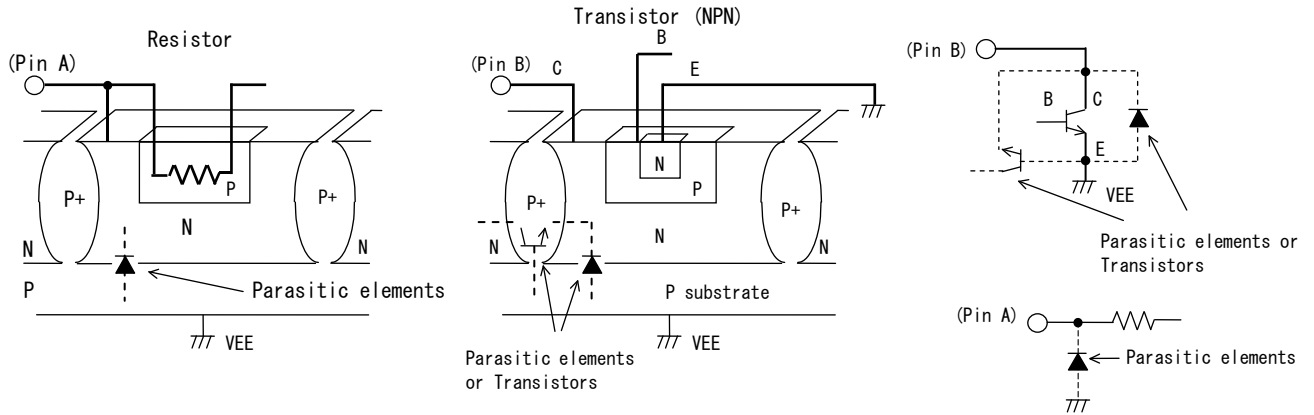 Resistor
(Pin A)
P+
P
P+
N
N
N
P
Parasitic elements
VEE
Transistor (NPN)
B
(Pin B)
C
E
N
P
P+
P+
N
N
N
P substrate
VEE
Parasitic elements
or Transistors
(Pin B)
B
C
E
VEE
Parasitic elements or
Transistors
(Pin A)
Parasitic elements